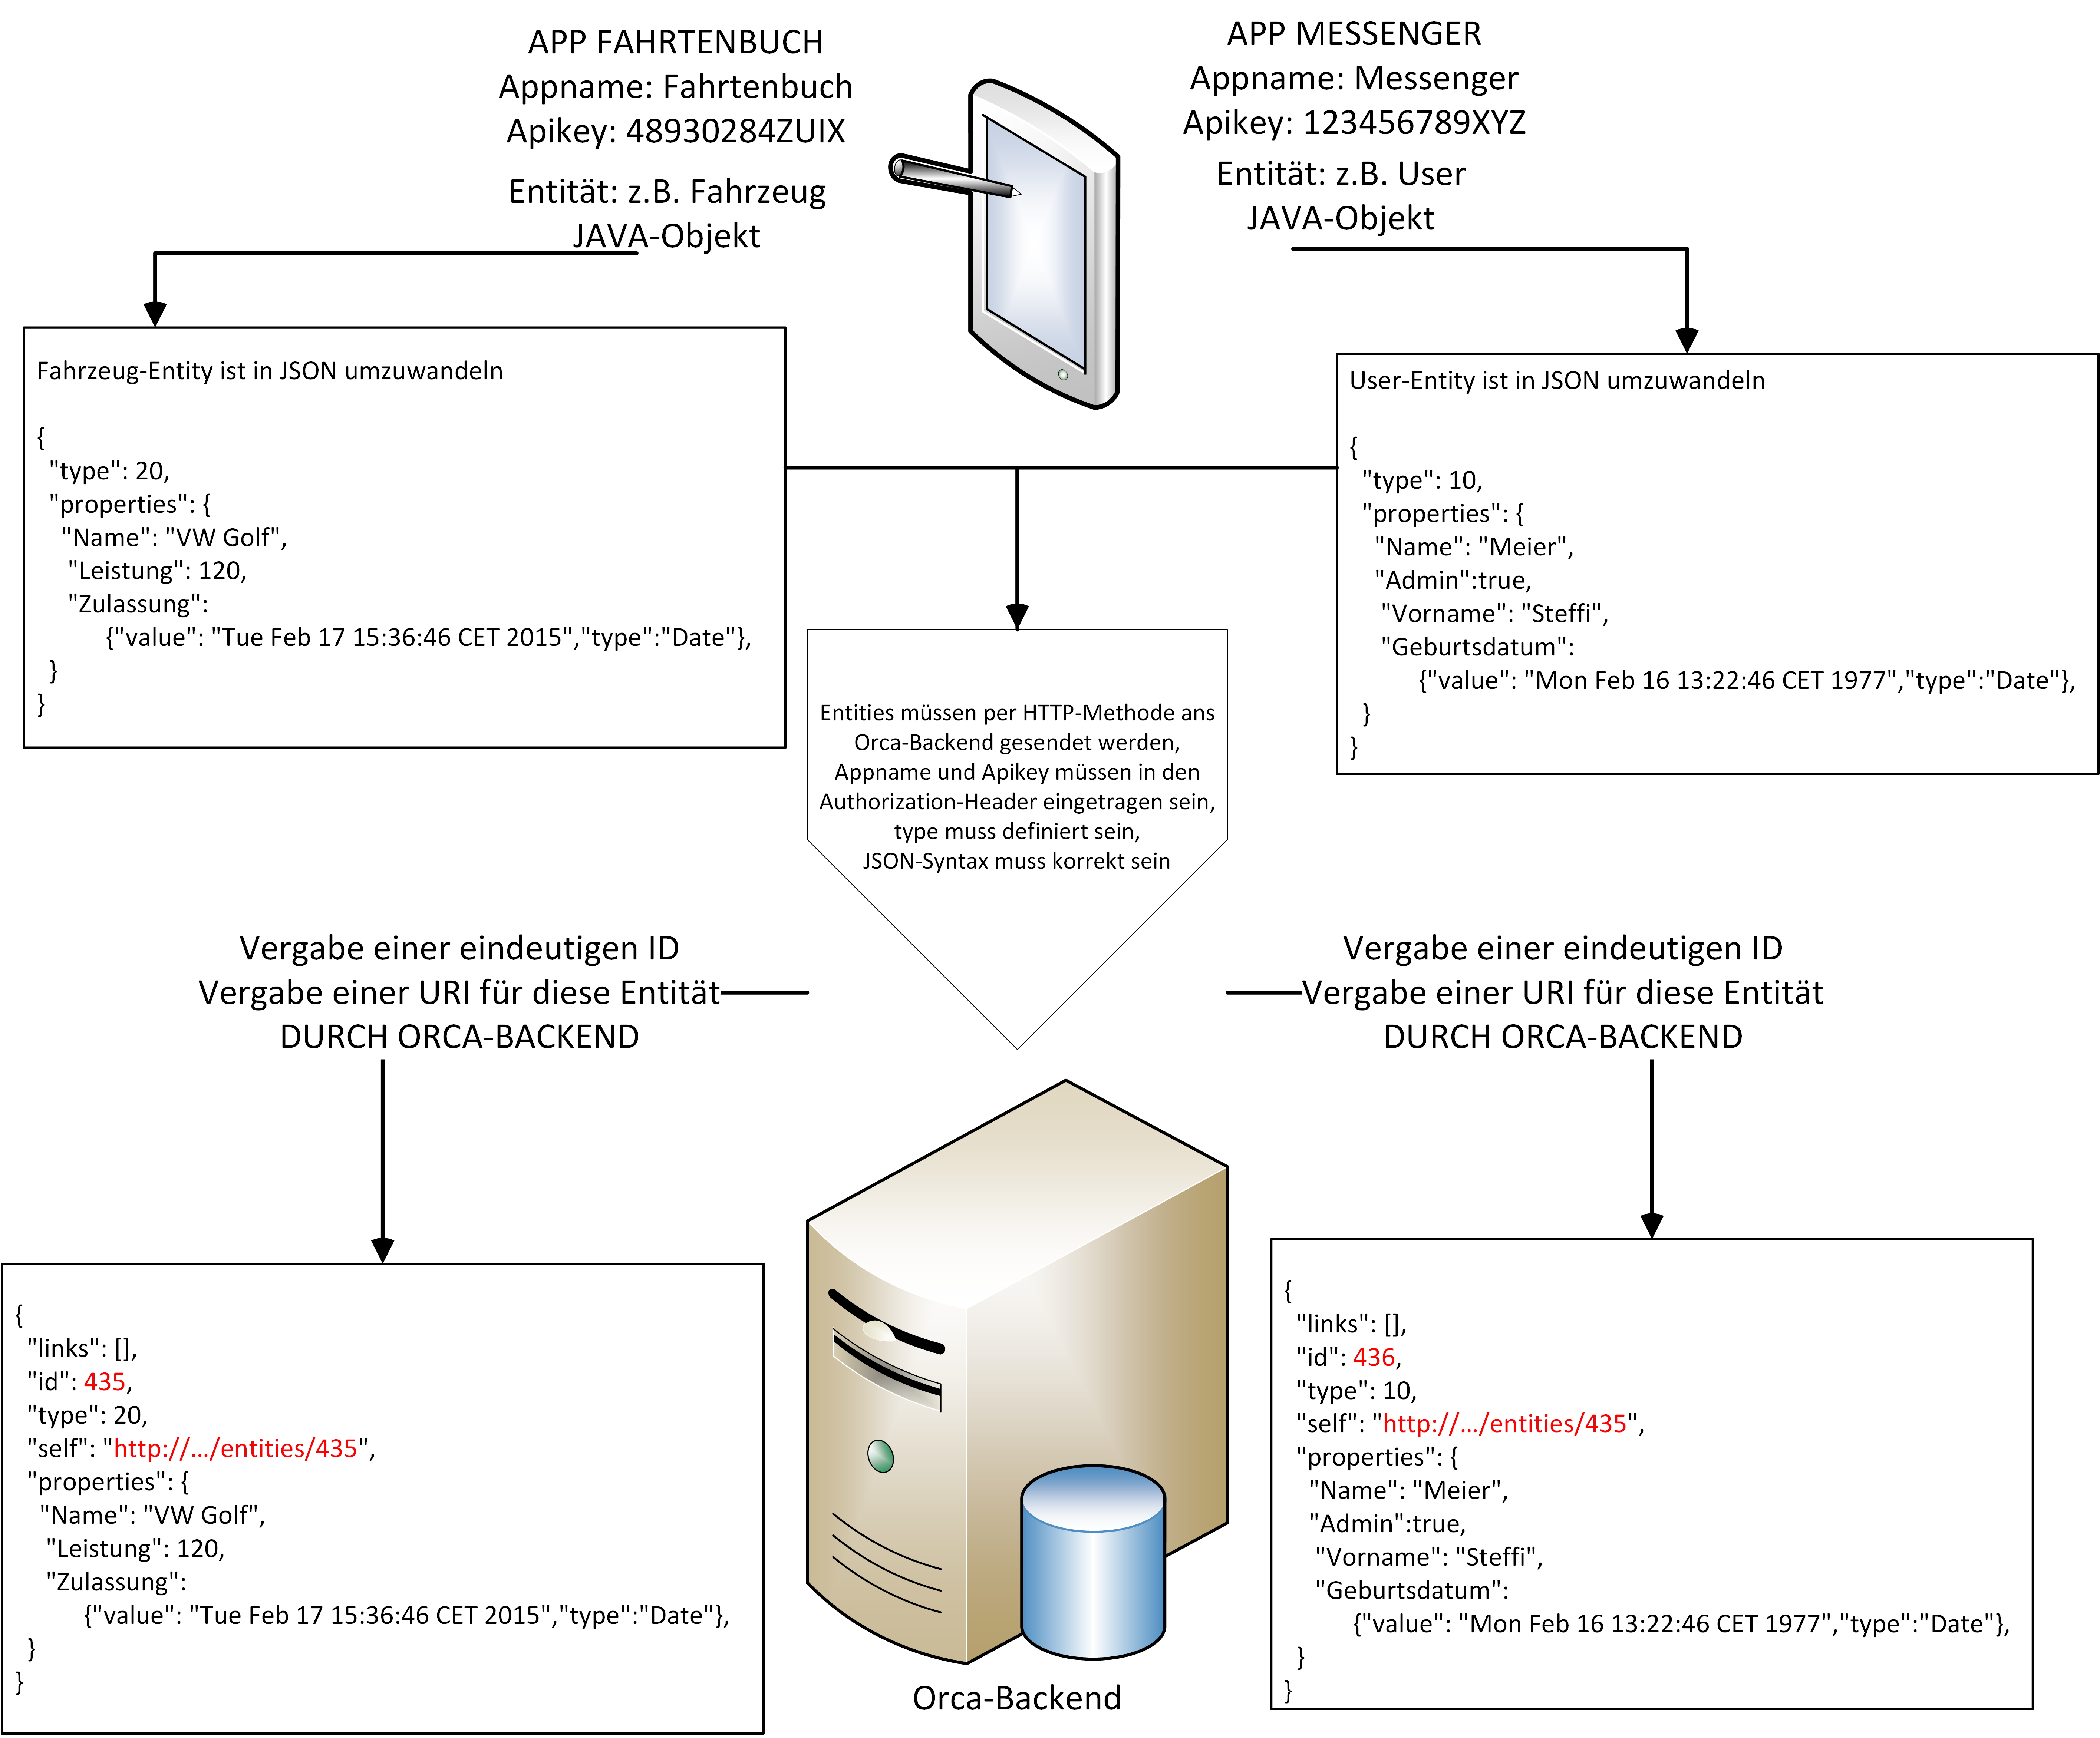 APP FAHRTENBUCH
Appname: Fahrtenbuch
Apikey: 48930284ZUIX
Entität: z.B. Fahrzeug
JAVA-Objekt
APP MESSENGER
Appname: Messenger
Apikey: 123456789XYZ
Entität: z.B. User
JAVA-Objekt
Fahrzeug-Entity ist in JSON umzuwandeln
{
"type": 20,
"properties": {
"Name": "VW Golf",
"Leistung": 120,
"Zulassung":
{"value": "Tue Feb 17 15:36:46 CET 2015","type":"Date"},
}
}
User-Entity ist in JSON umzuwandeln
{
"type": 10,
"properties": {
"Name": "Meier",
"Admin":true,
"Vorname": "Steffi",
"Geburtsdatum":
{"value": "Mon Feb 16 13:22:46 CET 1977","type":"Date"},
}
}
Entities müssen per HTTP-Methode ans
Orca-Backend gesendet werden,
Appname und Apikey müssen in den
Authorization-Header eingetragen sein,
type muss definiert sein,
JSON-Syntax muss korrekt sein
Vergabe einer eindeutigen ID
Vergabe einer URI für diese Entität
DURCH ORCA-BACKEND
Vergabe einer eindeutigen ID
Vergabe einer URI für diese Entität
DURCH ORCA-BACKEND
{
"links": [],
"id": 435,
"type": 20,
"self": "http://.../entities/435",
"properties": {
"Name": "VW Golf",
"Leistung": 120,
"Zulassung":
{"value": "Tue Feb 17 15:36:46 CET 2015","type":"Date"},
}
}
{
"links": [],
"id": 436,
"type": 10,
"self": "http://.../entities/435",
"properties": {
"Name": "Meier",
"Admin":true,
"Vorname": "Steffi",
"Geburtsdatum":
{"value": "Mon Feb 16 13:22:46 CET 1977","type":"Date"},
}
}
Orca-Backend